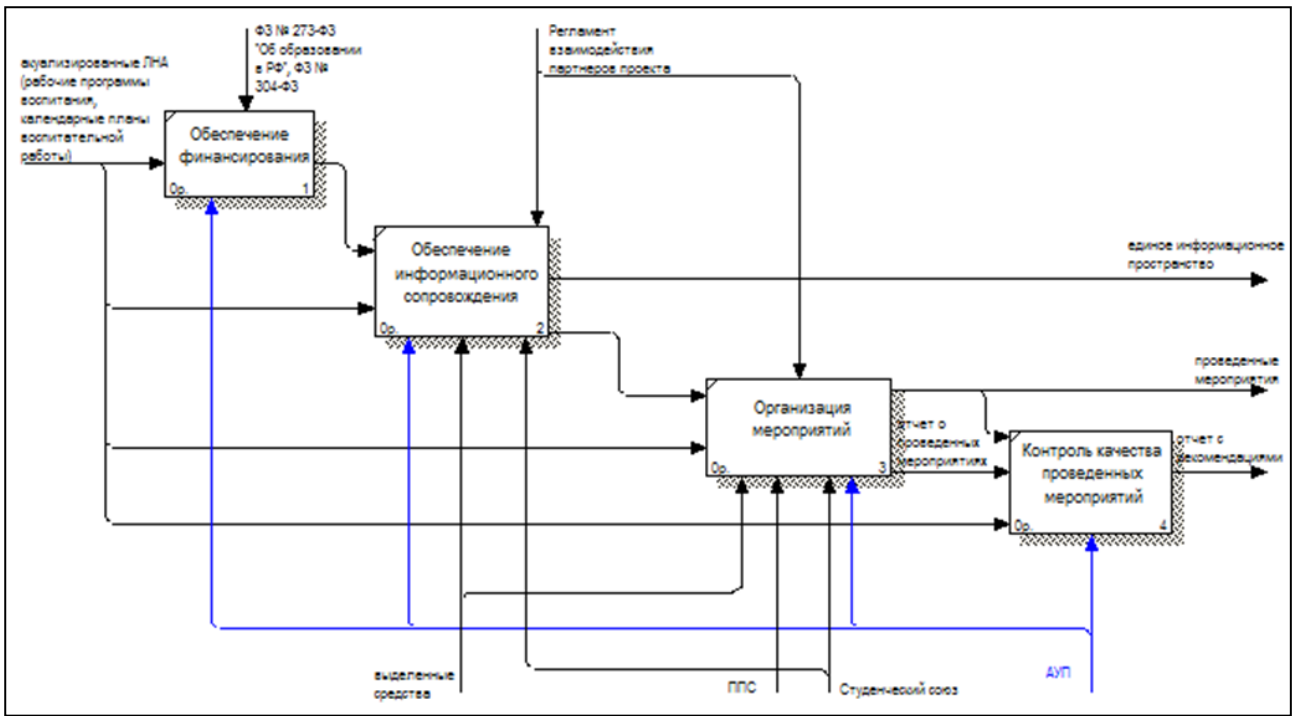 ФЗ № 273-ФЗ
"Об образовании
в РФ", ФЗ №
304-ФЗ
Регламент
взаимодействия
партнеров проекта
акуализированные ЛНА
(рабочие программы
воспитания,
календарные планы
воспитательной
работы)
Обеспечение
финансирования
0р. 1
Обеспечение
информационного
сопровождения
0р. 2
единое информационное
пространство
проведенные
мероприятия
Организация
мероприятий
0р. 3
отчет о
проведенных
мероприятиях
Контроль качества
проведенных
мероприятий
0р. 4
отчет с
рекомендациями
выделенные
средства
ППС
Студенческий союз
АУП